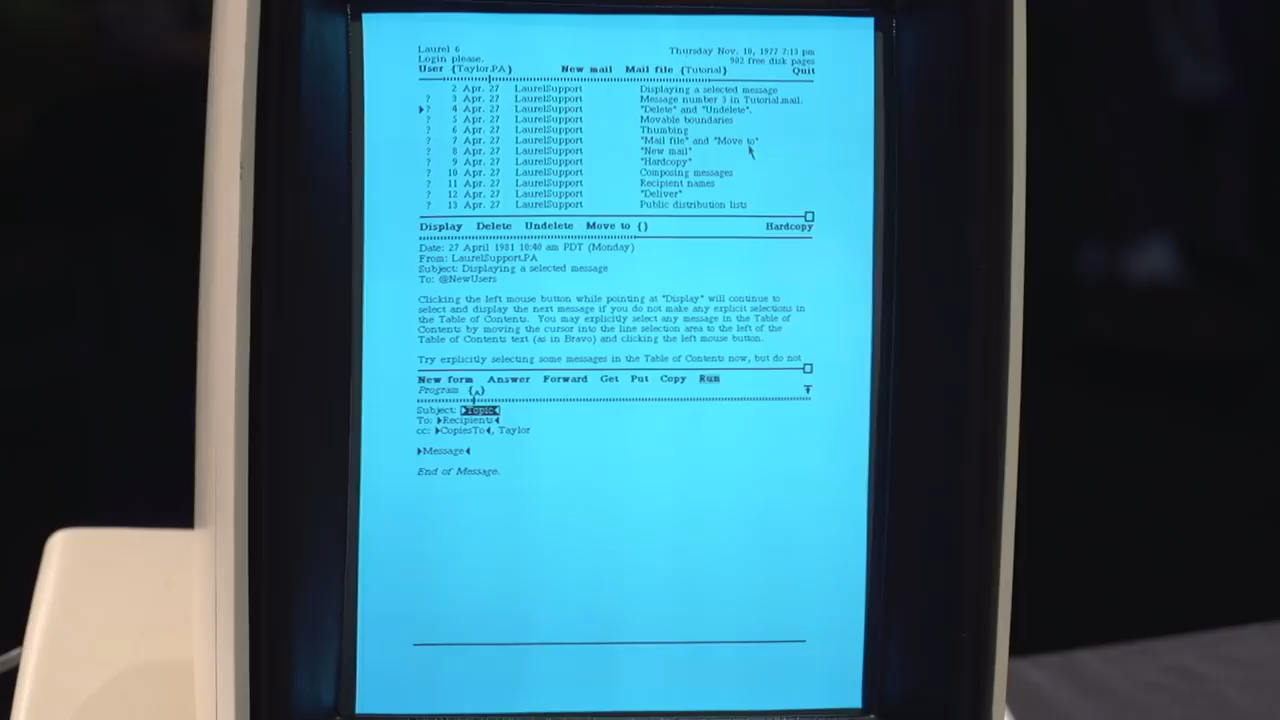 Laurel 6 Thursday Nov. 10, 1977 7:13 pm
Login please. 902 free disk pages
User {Taylor.PA} New mail Mail file {Tutorial} Quit
2 Apr. 27 LaurelSupport Displaying a selected message
? 3 Apr. 27 LaurelSupport Message number 3 in Tutorial.mail.
? 4 Apr. 27 LaurelSupport "Delete" and "Undelete".
? 5 Apr. 27 LaurelSupport Movable boundaries
? 6 Apr. 27 LaurelSupport Thumbing
? 7 Apr. 27 LaurelSupport "Mail file" and "Move to"
? 8 Apr. 27 LaurelSupport "New mail"
? 9 Apr. 27 LaurelSupport "Hardcopy"
? 10 Apr. 27 LaurelSupport Composing messages
? 11 Apr. 27 LaurelSupport Recipient names
? 12 Apr. 27 LaurelSupport "Deliver"
? 13 Apr. 27 LaurelSupport Public distribution lists
Display Delete Undelete Move to {} Hardcopy
Date: 27 April 1981 10:40 am PDT (Monday)
From: LaurelSupport.PA
Subject: Displaying a selected message
To: @NewUsers
Clicking the left mouse button while pointing at "Display" will continue to
select and display the next message if you do not make any explicit selections in
the Table of Contents. You may explicitly select any message in the Table of
Contents by moving the cursor into the line selection area to the left of the
Table of Contents text (as in Bravo) and clicking the left mouse button.
Try explicitly selecting some messages in the Table of Contents now, but do not
New form Answer Forward Get Put Copy Run
Program {}
Subject: Topic
To: Recipients
cc: CopiesTo, Taylor
Message
End of Message.